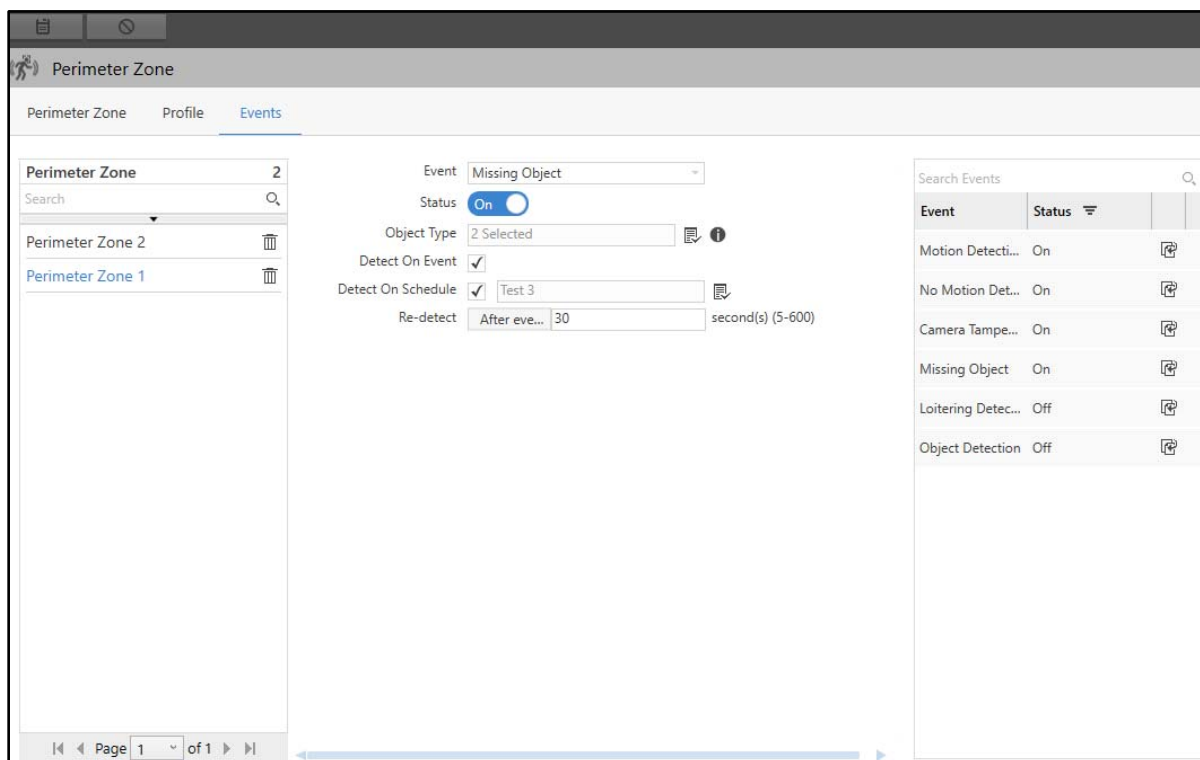 Perimeter Zone
Perimeter Zone Profile Events
Perimeter Zone 2
Search
Perimeter Zone 2
Perimeter Zone 1
Page 1 of 1
Event Missing Object
Status On
Object Type 2 Selected
Detect On Event
Detect On Schedule Test 3
Re-detect After eve... 30 second(s) (5-600)
Search Events
Event Status
Motion Detecti... On
No Motion Det... On
Camera Tampe... On
Missing Object On
Loitering Detec... Off
Object Detection Off